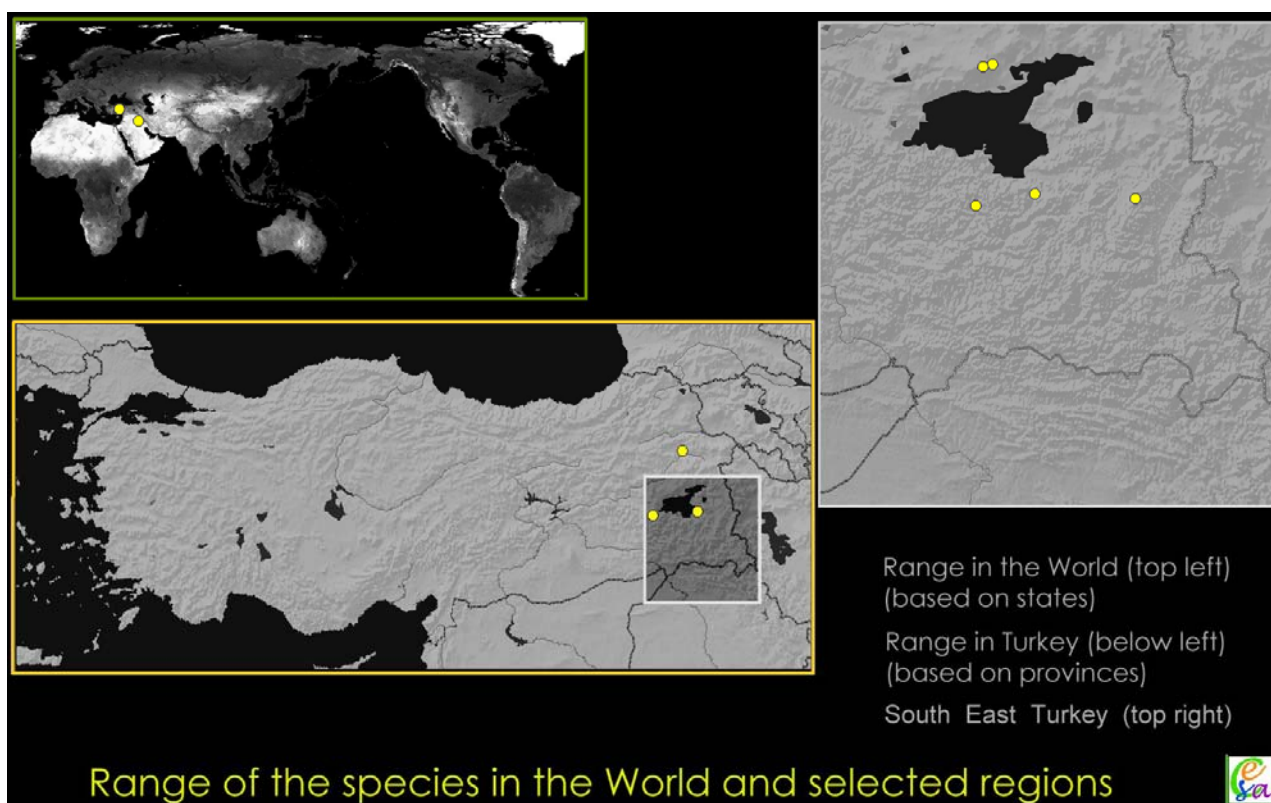 Range in the World (top left)
(based on states)
Range in Turkey (below left)
(based on provinces)
South East Turkey (top right)
Range of the species in the World and selected regions
esa